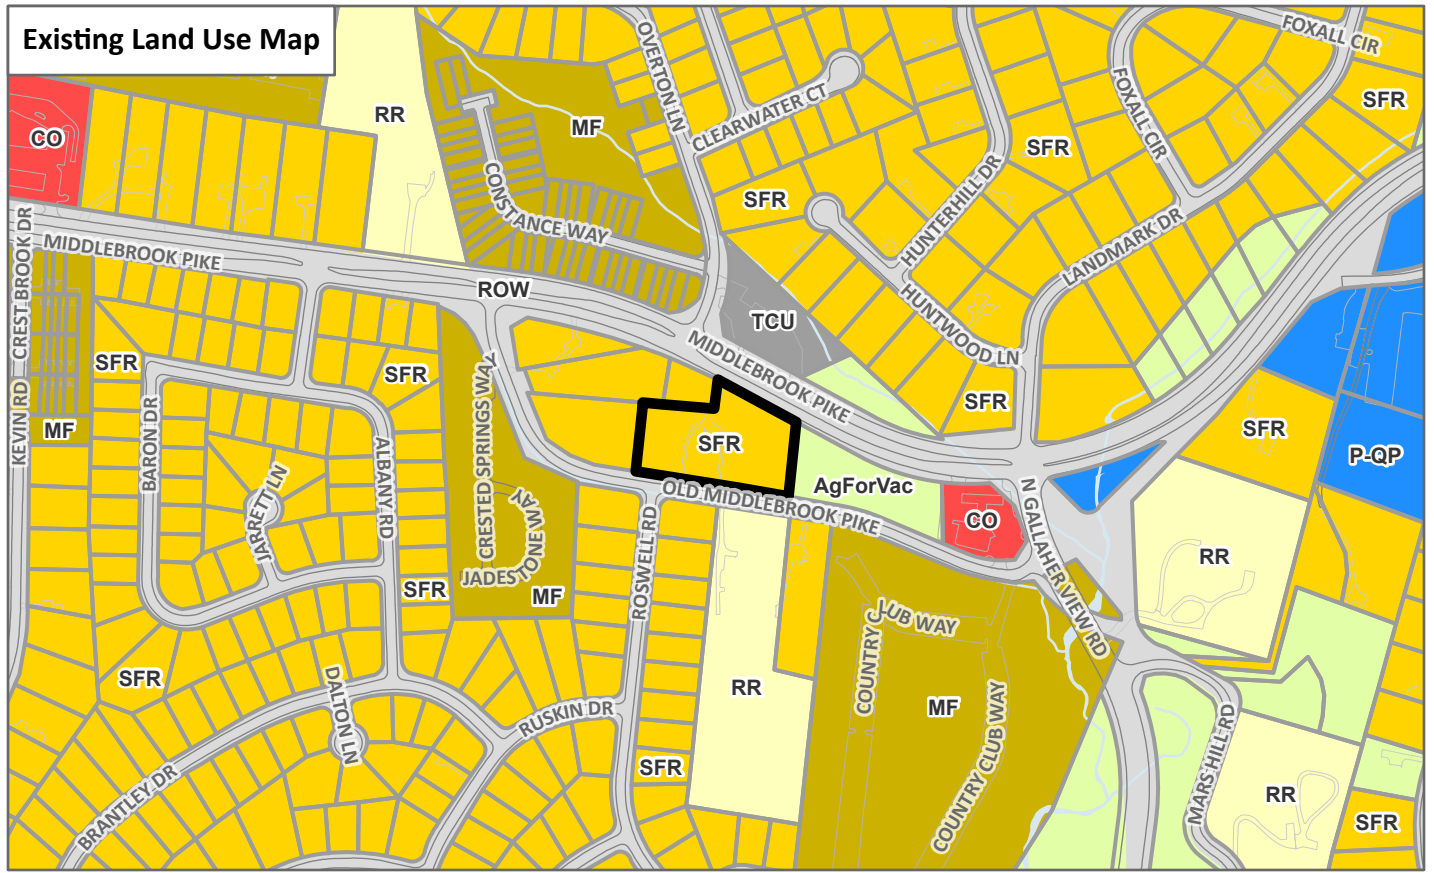 Existing Land Use Map
FOXALL CIR
OVERTON LN
CLEARWATER CT
FOXALL CIR
SFR
RR
MF
CO
SFR
HUNTERHILL DR
SFR
CONSTANCE WAY
LANDMARK DR
CREST BROOK DR
MIDDLEBROOK PIKE
ROW
HUNTWOOD LN
TCU
MIDDLEBROOK PIKE
SFR
SFR
SFR
KEVIN RD
BARON DR
MF
ALBANY RD
CRESTED SPRINGS WAY
SFR
SFR
P-QP
JARRETT LN
JADESTONE WAY
OLD MIDDLEBROOK PIKE
AgForVac
CO
N GALLAHER VIEW RD
RR
SFR
MF
ROSWELL RD
COUNTRY CLUB WAY
SFR
DALTON LN
RR
MF
RUSKIN DR
COUNTRY CLUB WAY
MARS HILL RD
SFR
BRANTLEY DR
RR
SFR